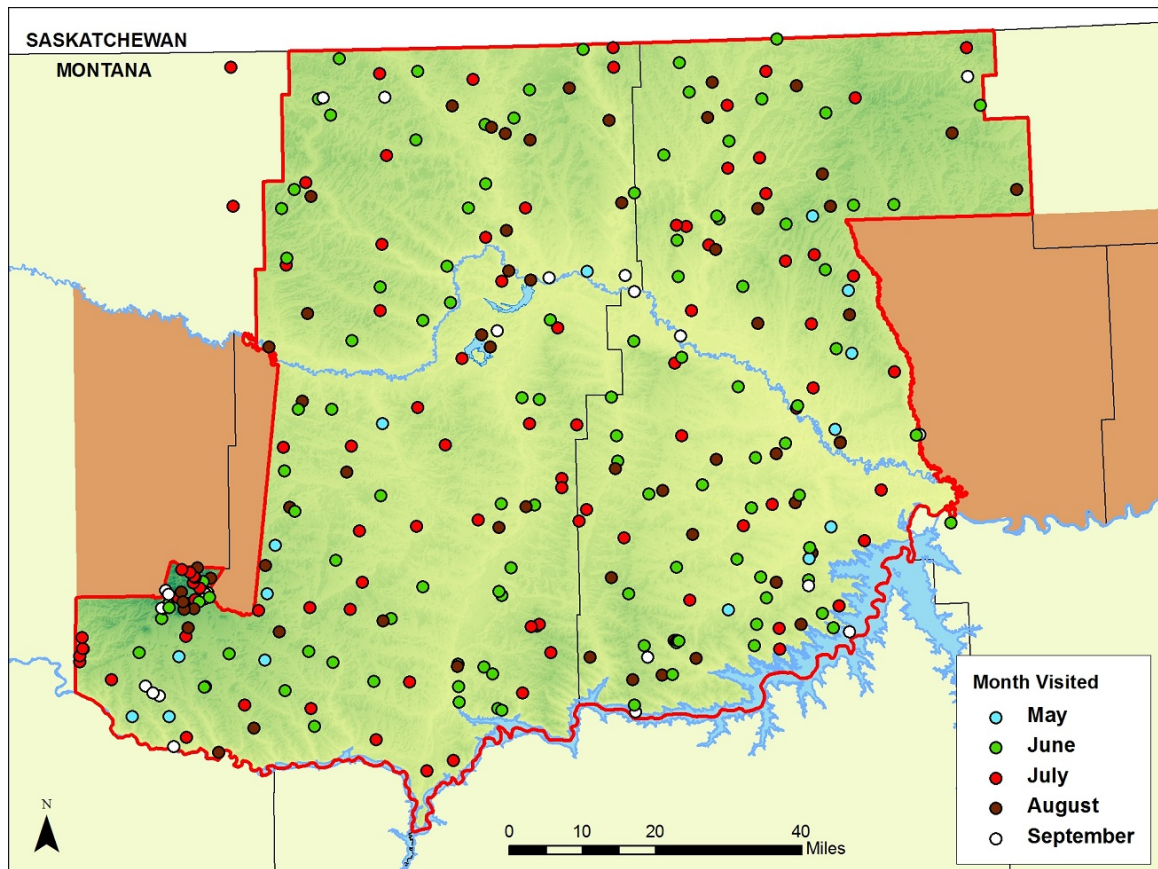 SASKATCHEWAN
MONTANA
Month Visited
May
June
July
August
September
N
0 10 20 40
Miles